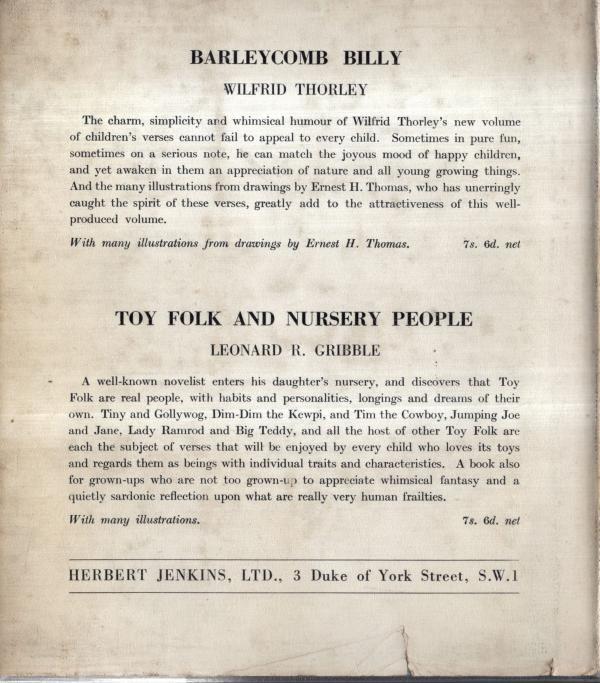 BARLEYCOMB BILLY
WILFRID THORLEY
The charm, simplicity and whimsical humour of Wilfrid Thorley's new volume
of children's verses cannot fail to appeal to every child. Sometimes in pure fun,
sometimes on a serious note, he can match the joyous mood of happy children,
and yet awaken in them an appreciation of nature and all young growing things.
And the many illustrations from drawings by Ernest H. Thomas, who has unerringly
caught the spirit of these verses, greatly add to the attractiveness of this well-
produced volume.
With many illustrations from drawings by Ernest H. Thomas. 7s. 6d. net
TOY FOLK AND NURSERY PEOPLE
LEONARD R. GRIBBLE
A well-known novelist enters his daughter's nursery, and discovers that Toy
Folk are real people, with habits and personalities, longings and dreams of their
own. Tiny and Gollywog, Dim-Dim the Kewpi, and Tim the Cowboy, Jumping Joe
and Jane, Lady Ramrod and Big Teddy, and all the host of other Toy Folk are
each the subject of verses that will be enjoyed by every child who loves its toys
and regards them as beings with individual traits and characteristics. A book also
for grown-ups who are not too grown-up to appreciate whimsical fantasy and a
quietly sardonic reflection upon what are really very human frailties.
With many illustrations. 7s. 6d. net
HERBERT JENKINS, LTD., 3 Duke of York Street, S.W.1